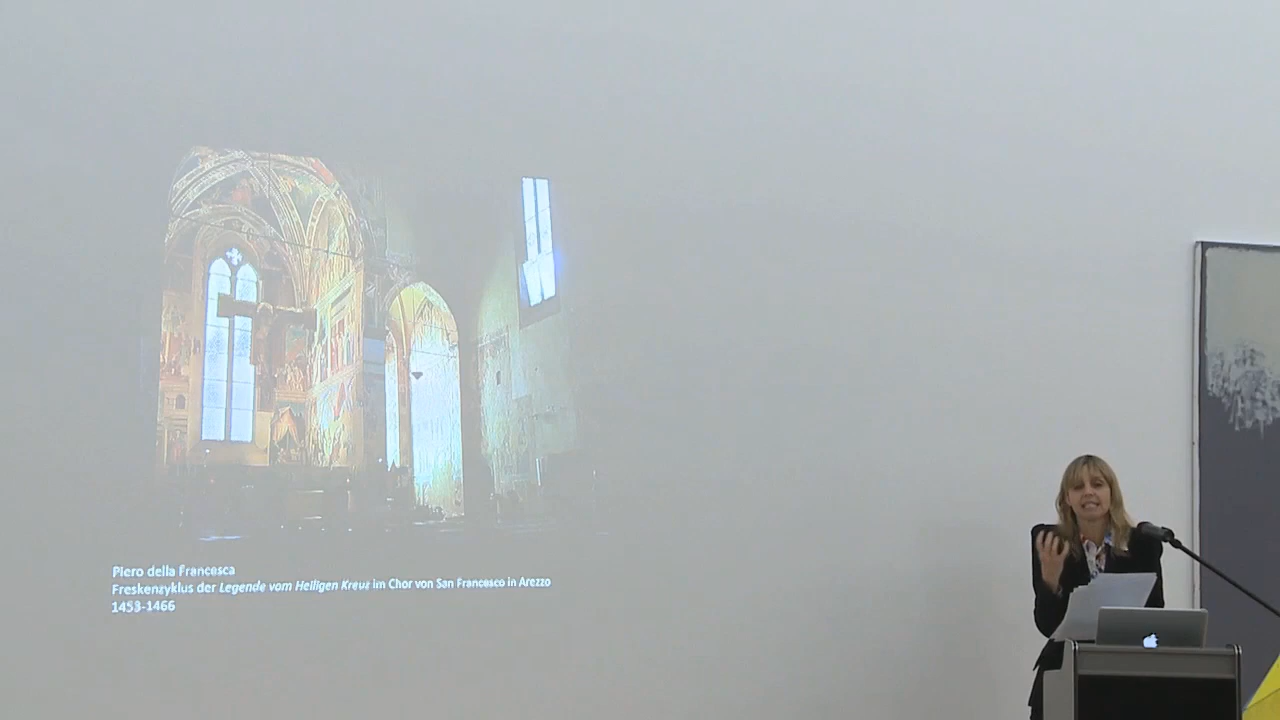 Piero della Francesca
Freskenzyklus der Legende vom Heiligen Kreuz im Chor von San Francesco in Arezzo
1453-1466